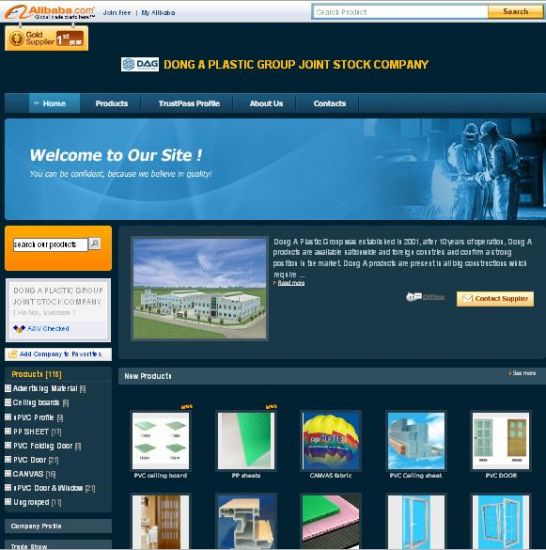 Alibaba.com
Global trade starts here™
Join Free | My Alibaba
Search Product
Search
Gold
Supplier
1st
year
DAG
DONG A PLASTIC GROUP JOINT STOCK COMPANY
Home
Products
TrustPass Profile
About Us
Contacts
Welcome to Our Site !
You can be confident, because we believe in quality!
search our products
Dong A Plastic Group was established in 2001, after 10 years of operation, Dong A
products are available nationwide and foreign countries and confirm a strong
position in the market. Dong A products are present in all big constructions which
require ...
Read more
Offline
Contact Supplier
DONG A PLASTIC GROUP
JOINT STOCK COMPANY
[ Ha Noi, Vietnam ]
A&V Checked
Add Company to Favorites
Products [115]
Advertising Material [6]
Ceiling boards [9]
uPVC Profile [9]
PP SHEET [17]
PVC Folding Door [5]
PVC Door [21]
CANVAS [16]
uPVC Door & Window [21]
Ungrouped [11]
Company Profile
Trade Show
New Products
See more
PVC ceiling board
PP sheets
CANVAS fabric
PVC Ceiling sheet
PVC DOOR